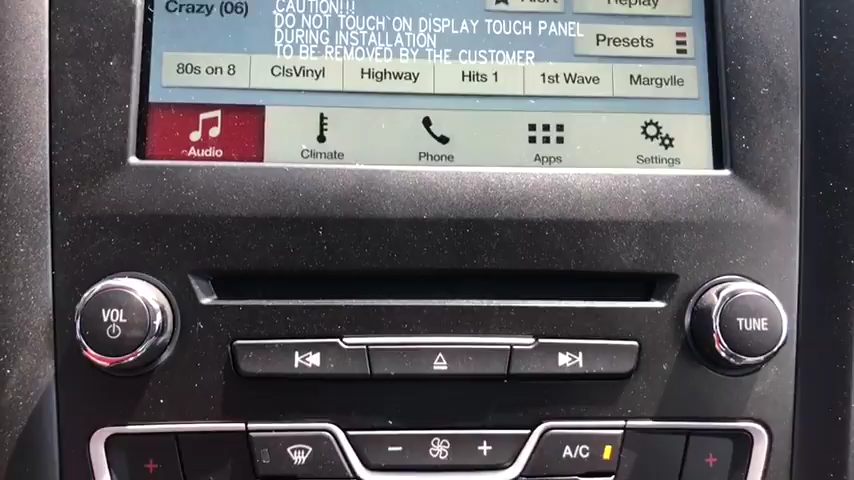 Crazy (06)
CAUTION!!!
DO NOT TOUCH ON DISPLAY TOUCH PANEL
DURING INSTALLATION
TO BE REMOVED BY THE CUSTOMER
Alert
Replay
Presets
80s on 8
ClsVinyl
Highway
Hits 1
1st Wave
Margvlle
Audio
Climate
Phone
Apps
Settings
VOL
TUNE
A/C